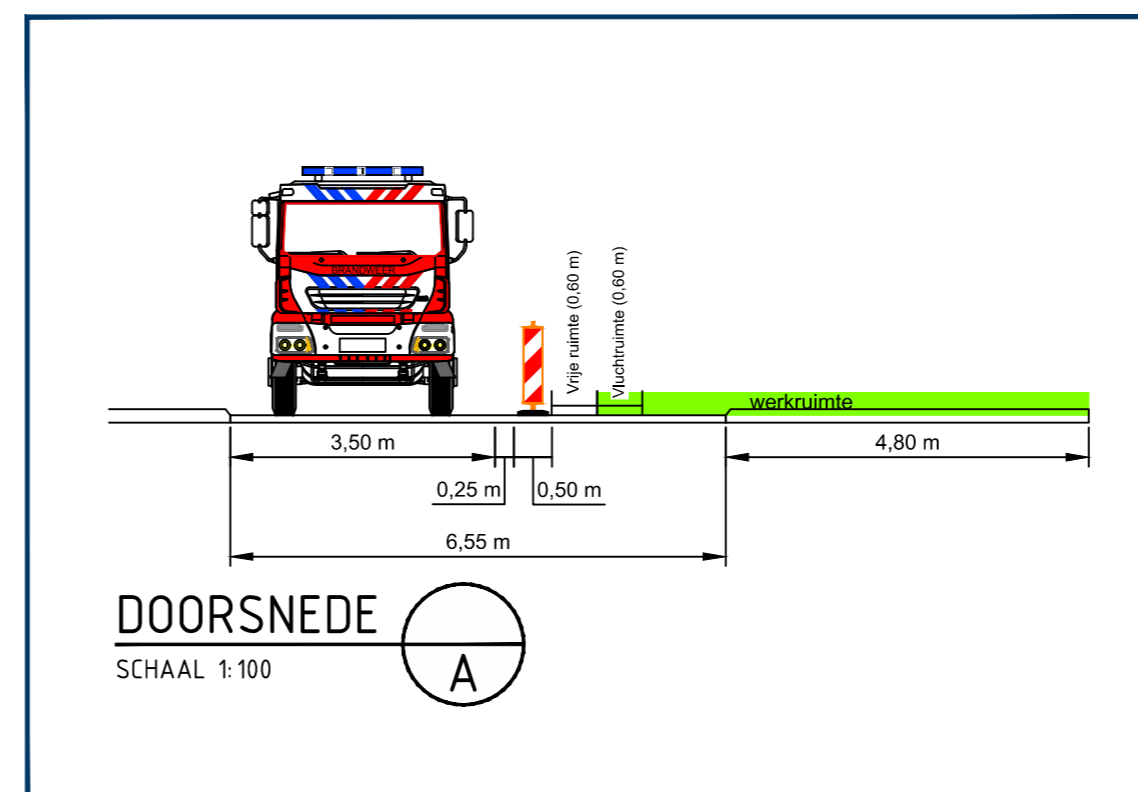 BRANDWEER
Vrije ruimte (0,60 m)
Vluchtruimte (0,60 m)
werkruimte
3,50 m
4,80 m
0,25 m
0,50 m
6,55 m
DOORSNEDE
SCHAAL 1:100
A